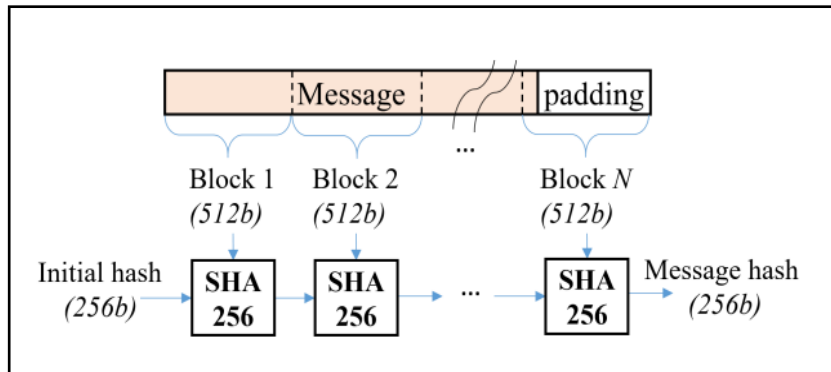 Message
padding
...
Block 1
(512b)
Block 2
(512b)
Block N
(512b)
Initial hash
(256b)
SHA
256
SHA
256
...
SHA
256
Message hash
(256b)